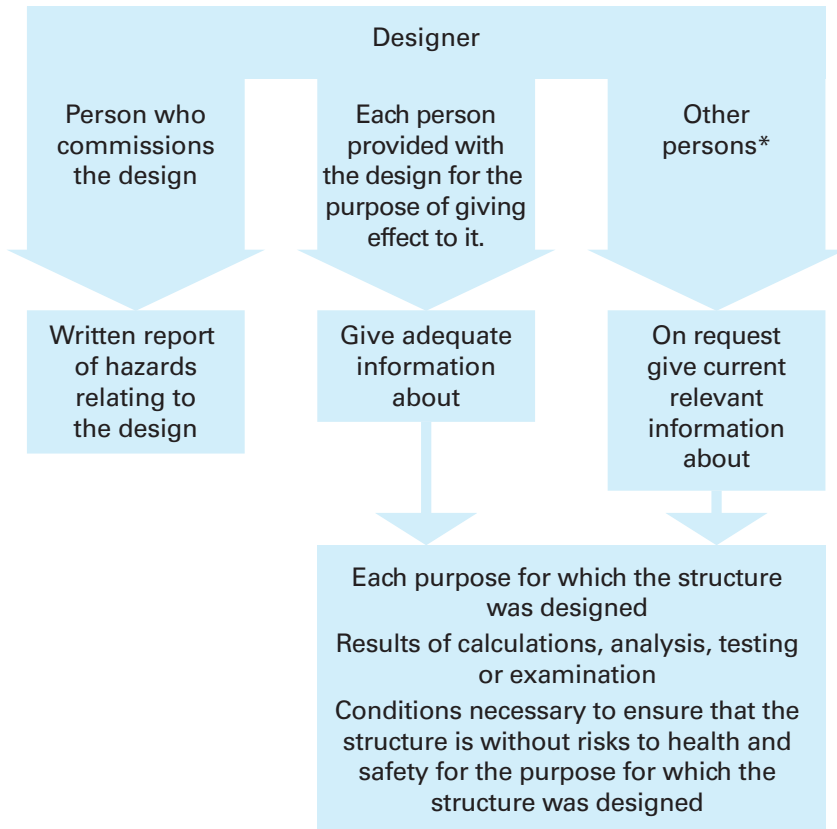 Designer
Person who
commissions
the design
Each person
provided with
the design for the
purpose of giving
effect to it.
Other
persons*
Written report
of hazards
relating to
the design
Give adequate
information
about
On request
give current
relevant
information
about
Each purpose for which the structure
was designed
Results of calculations, analysis, testing
or examination
Conditions necessary to ensure that the
structure is without risks to health and
safety for the purpose for which the
structure was designed